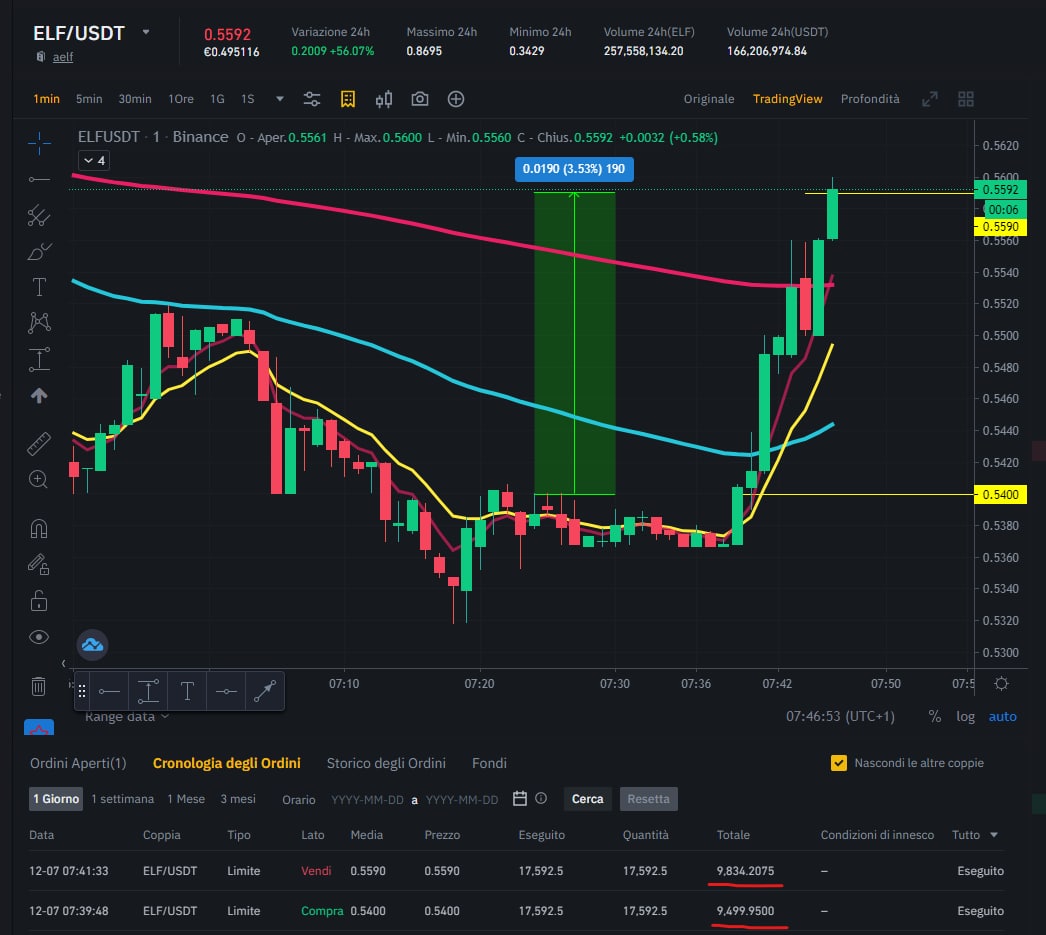 ELF/USDT
0.5592
Variazione 24h
Massimo 24h
Minimo 24h
Volume 24h(ELF)
Volume 24h(USDT)
aelf
€0.495116
0.2009 +56.07%
0.8695
0.3429
257,558,134.20
166,206,974.84
1min 5min 30min 1Ore 1G 1S
Originale TradingView Profondità
ELFUSDT · 1 · Binance O - Aper.0.5561 H - Max.0.5600 L - Min.0.5560 C - Chius.0.5592 +0.0032 (+0.58%)
4
0.0190 (3.53%) 190
0.5620
0.5600
0.5592
00:06
0.5590
0.5560
0.5540
0.5520
0.5500
0.5480
0.5460
0.5440
0.5420
0.5400
0.5380
0.5360
0.5340
0.5320
0.5300
07:10 07:20 07:30 07:36 07:42 07:50 07:5
Range data
07:46:53 (UTC+1) % log auto
Ordini Aperti(1) Cronologia degli Ordini Storico degli Ordini Fondi
Nascondi le altre coppie
1 Giorno 1 settimana 1 Mese 3 mesi Orario YYYY-MM-DD a YYYY-MM-DD Cerca Resetta
Data Coppia Tipo Lato Media Prezzo Eseguito Quantità Totale Condizioni di innesco Tutto
12-07 07:41:33 ELF/USDT Limite Vendi 0.5590 0.5590 17,592.5 17,592.5 9,834.2075 – Eseguito
12-07 07:39:48 ELF/USDT Limite Compra 0.5400 0.5400 17,592.5 17,592.5 9,499.9500 – Eseguito